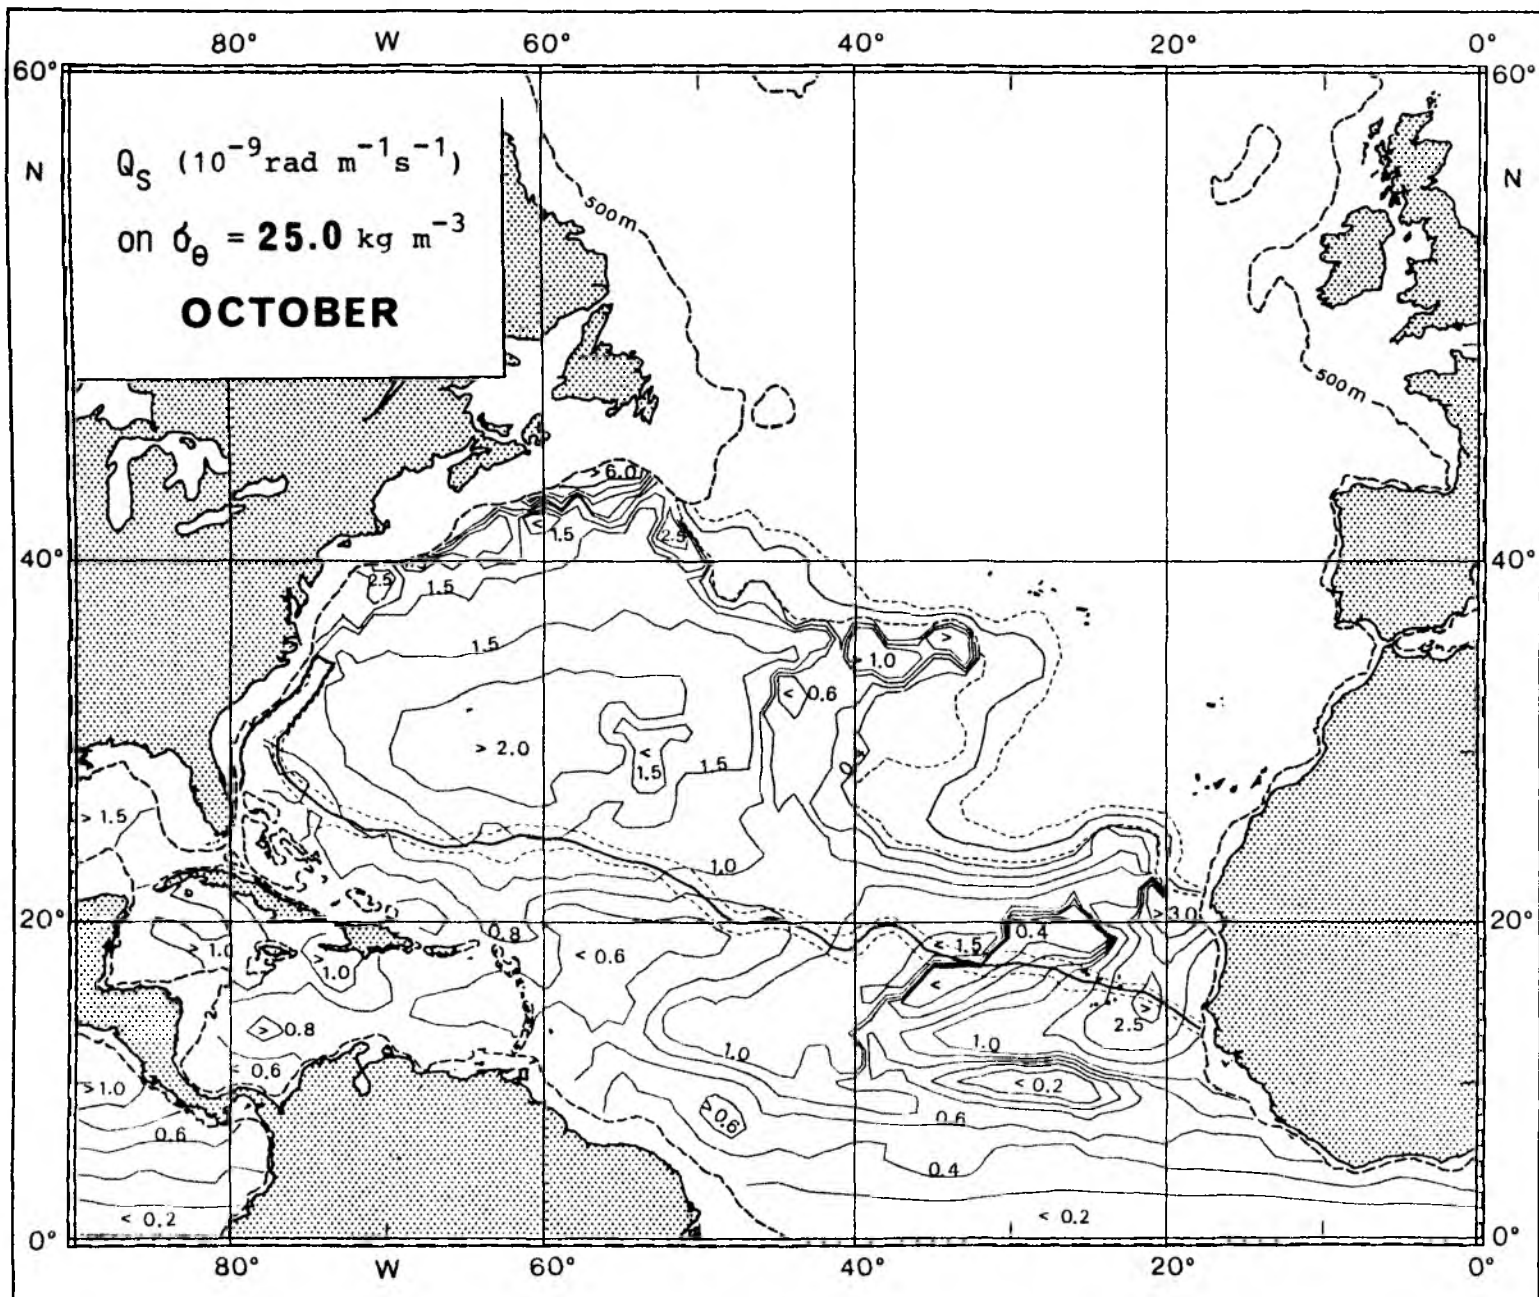 80° W 60° 40° 20° 0°
60° 60°
Q_S (10⁻⁹ rad m⁻¹ s⁻¹)
N N
on σ_θ = 25.0 kg m⁻³
OCTOBER
500m
500m
> 6.0
< 1.5 2.5
40° 40°
2.5 1.5
1.5
> 1.0 >
< 0.6
> 2.0 < 1.5 1.5
> 1.5
1.0
20° 20°
> 3.0
0.8 < 1.5 0.4
> 1.0 > 1.0 < 0.6
<
> 0.8 > 2.5
1.0 1.0
< 0.6
> 1.0 < 0.2
> 0.6 0.6
0.6
0.4
< 0.2 < 0.2
0° 0°
80° W 60° 40° 20° 0°